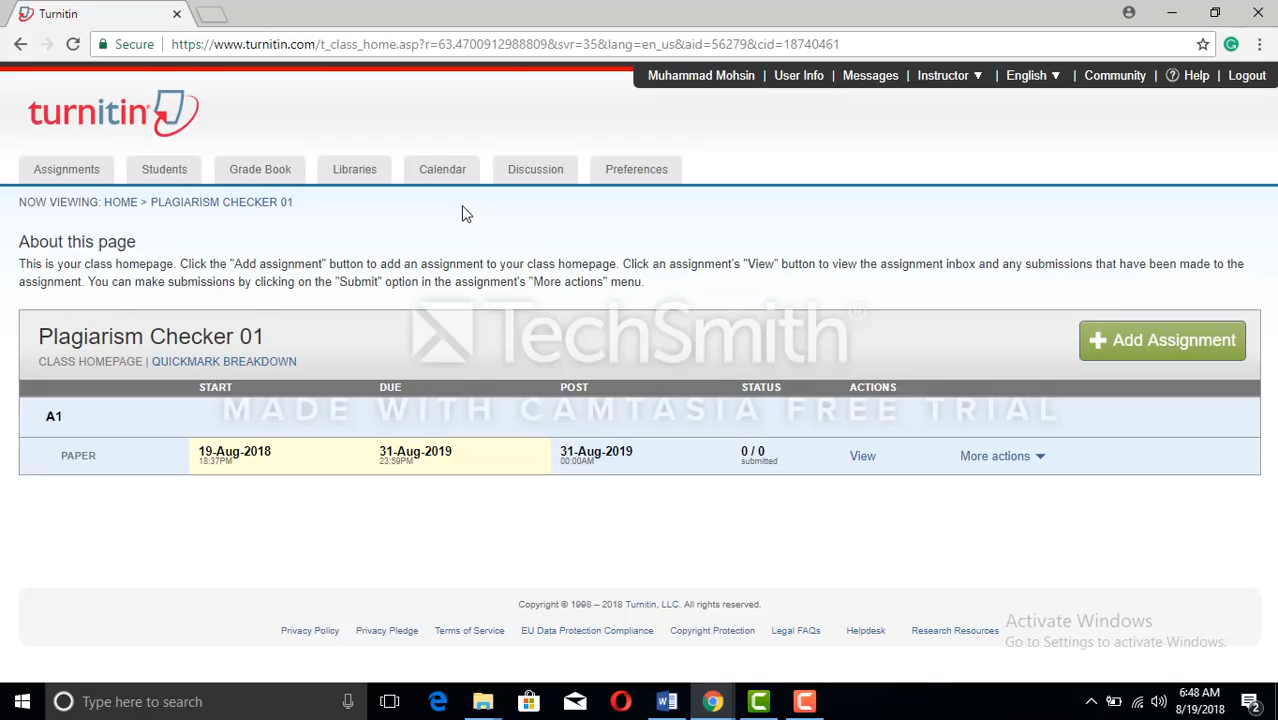 Turnitin
Secure https://www.turnitin.com/t_class_home.asp?r=63.4700912988809&svr=35&lang=en_us&aid=56279&cid=18740461
Muhammad Mohsin | User Info | Messages | Instructor ▼ | English ▼ | Community | Help | Logout
turnitin
Assignments Students Grade Book Libraries Calendar Discussion Preferences
NOW VIEWING: HOME > PLAGIARISM CHECKER 01
About this page
This is your class homepage. Click the "Add assignment" button to add an assignment to your class homepage. Click an assignment's "View" button to view the assignment inbox and any submissions that have been made to the
assignment. You can make submissions by clicking on the "Submit" option in the assignment's "More actions" menu.
TechSmith®
Plagiarism Checker 01
Add Assignment
CLASS HOMEPAGE | QUICKMARK BREAKDOWN
START DUE POST STATUS ACTIONS
MADE WITH CAMTASIA FREE TRIAL
A1
PAPER 19-Aug-2018 31-Aug-2019 31-Aug-2019 0 / 0 View More actions
18:37PM 23:59PM 00:00AM submitted
Copyright © 1998 – 2018 Turnitin, LLC. All rights reserved.
Privacy Policy Privacy Pledge Terms of Service EU Data Protection Compliance Copyright Protection Legal FAQs Helpdesk Research Resources
Activate Windows
Go to Settings to activate Windows.
Type here to search
6:48 AM
8/19/2018
2